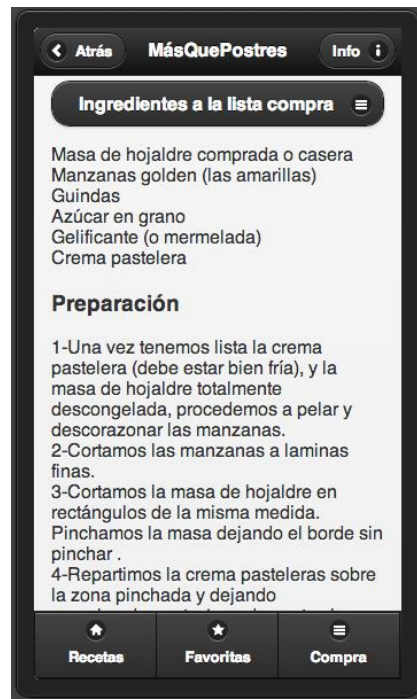 Atrás MásQuePostres Info i
Ingredientes a la lista compra
Masa de hojaldre comprada o casera
Manzanas golden (las amarillas)
Guindas
Azúcar en grano
Gelificante (o mermelada)
Crema pastelera
Preparación
1-Una vez tenemos lista la crema
pastelera (debe estar bien fría), y la
masa de hojaldre totalmente
descongelada, procedemos a pelar y
descorazonar las manzanas.
2-Cortamos las manzanas a laminas
finas.
3-Cortamos la masa de hojaldre en
rectángulos de la misma medida.
Pinchamos la masa dejando el borde sin
pinchar .
4-Repartimos la crema pasteleras sobre
la zona pinchada y dejando
Recetas Favoritas Compra